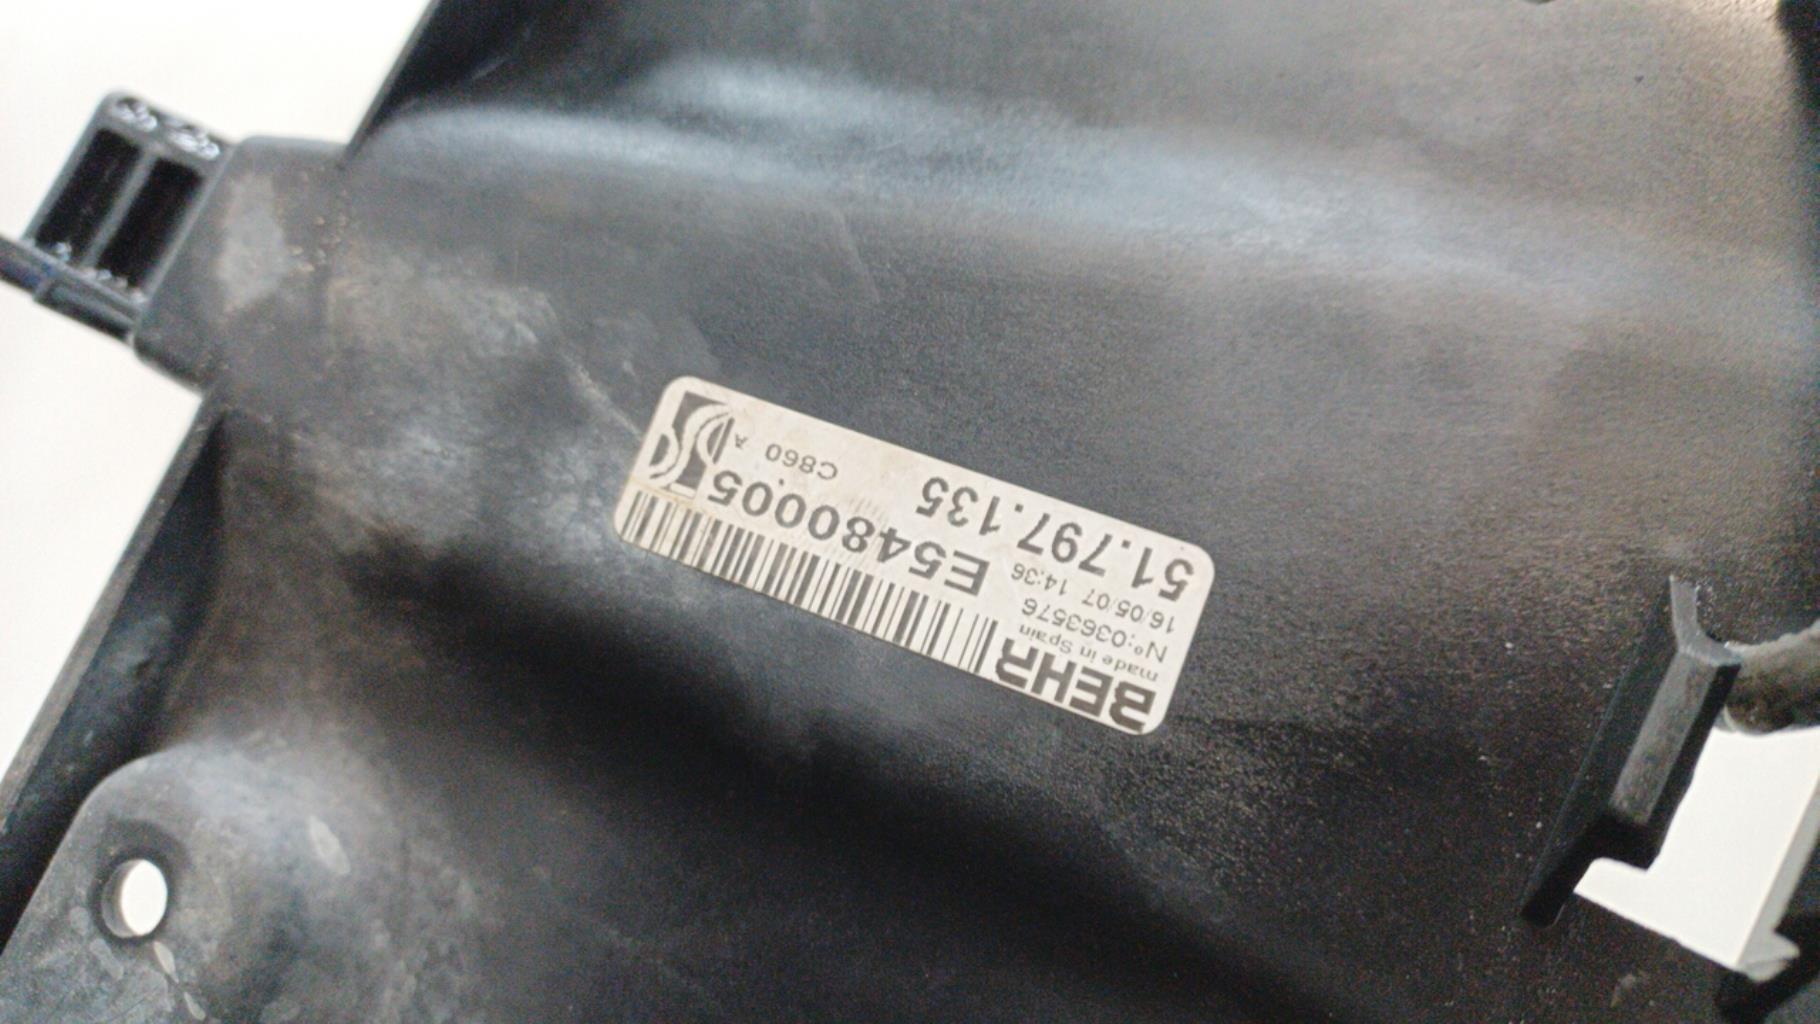 BEHR
made in Spain
Nº:0363576
16/05/07 14:36
E5480005
51.797.135
C860 A